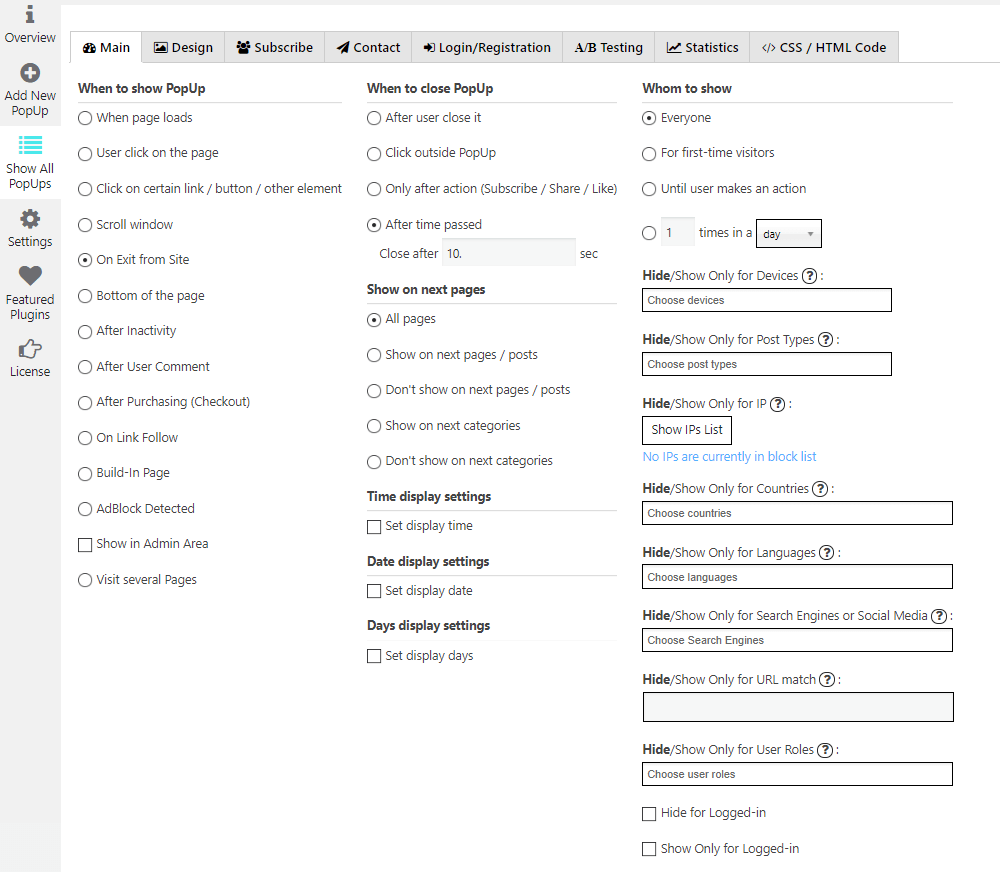 Overview
Add New
PopUp
Show All
PopUps
Settings
Featured
Plugins
License
Main
Design
Subscribe
Contact
Login/Registration
A/B Testing
Statistics
</> CSS / HTML Code
When to show PopUp
When page loads
User click on the page
Click on certain link / button / other element
Scroll window
On Exit from Site
Bottom of the page
After Inactivity
After User Comment
After Purchasing (Checkout)
On Link Follow
Build-In Page
AdBlock Detected
Show in Admin Area
Visit several Pages
When to close PopUp
After user close it
Click outside PopUp
Only after action (Subscribe / Share / Like)
After time passed
Close after 10. sec
Show on next pages
All pages
Show on next pages / posts
Don't show on next pages / posts
Show on next categories
Don't show on next categories
Time display settings
Set display time
Date display settings
Set display date
Days display settings
Set display days
Whom to show
Everyone
For first-time visitors
Until user makes an action
1 times in a day
Hide/Show Only for Devices ? :
Choose devices
Hide/Show Only for Post Types ? :
Choose post types
Hide/Show Only for IP ? :
Show IPs List
No IPs are currently in block list
Hide/Show Only for Countries ? :
Choose countries
Hide/Show Only for Languages ? :
Choose languages
Hide/Show Only for Search Engines or Social Media ? :
Choose Search Engines
Hide/Show Only for URL match ? :
Hide/Show Only for User Roles ? :
Choose user roles
Hide for Logged-in
Show Only for Logged-in